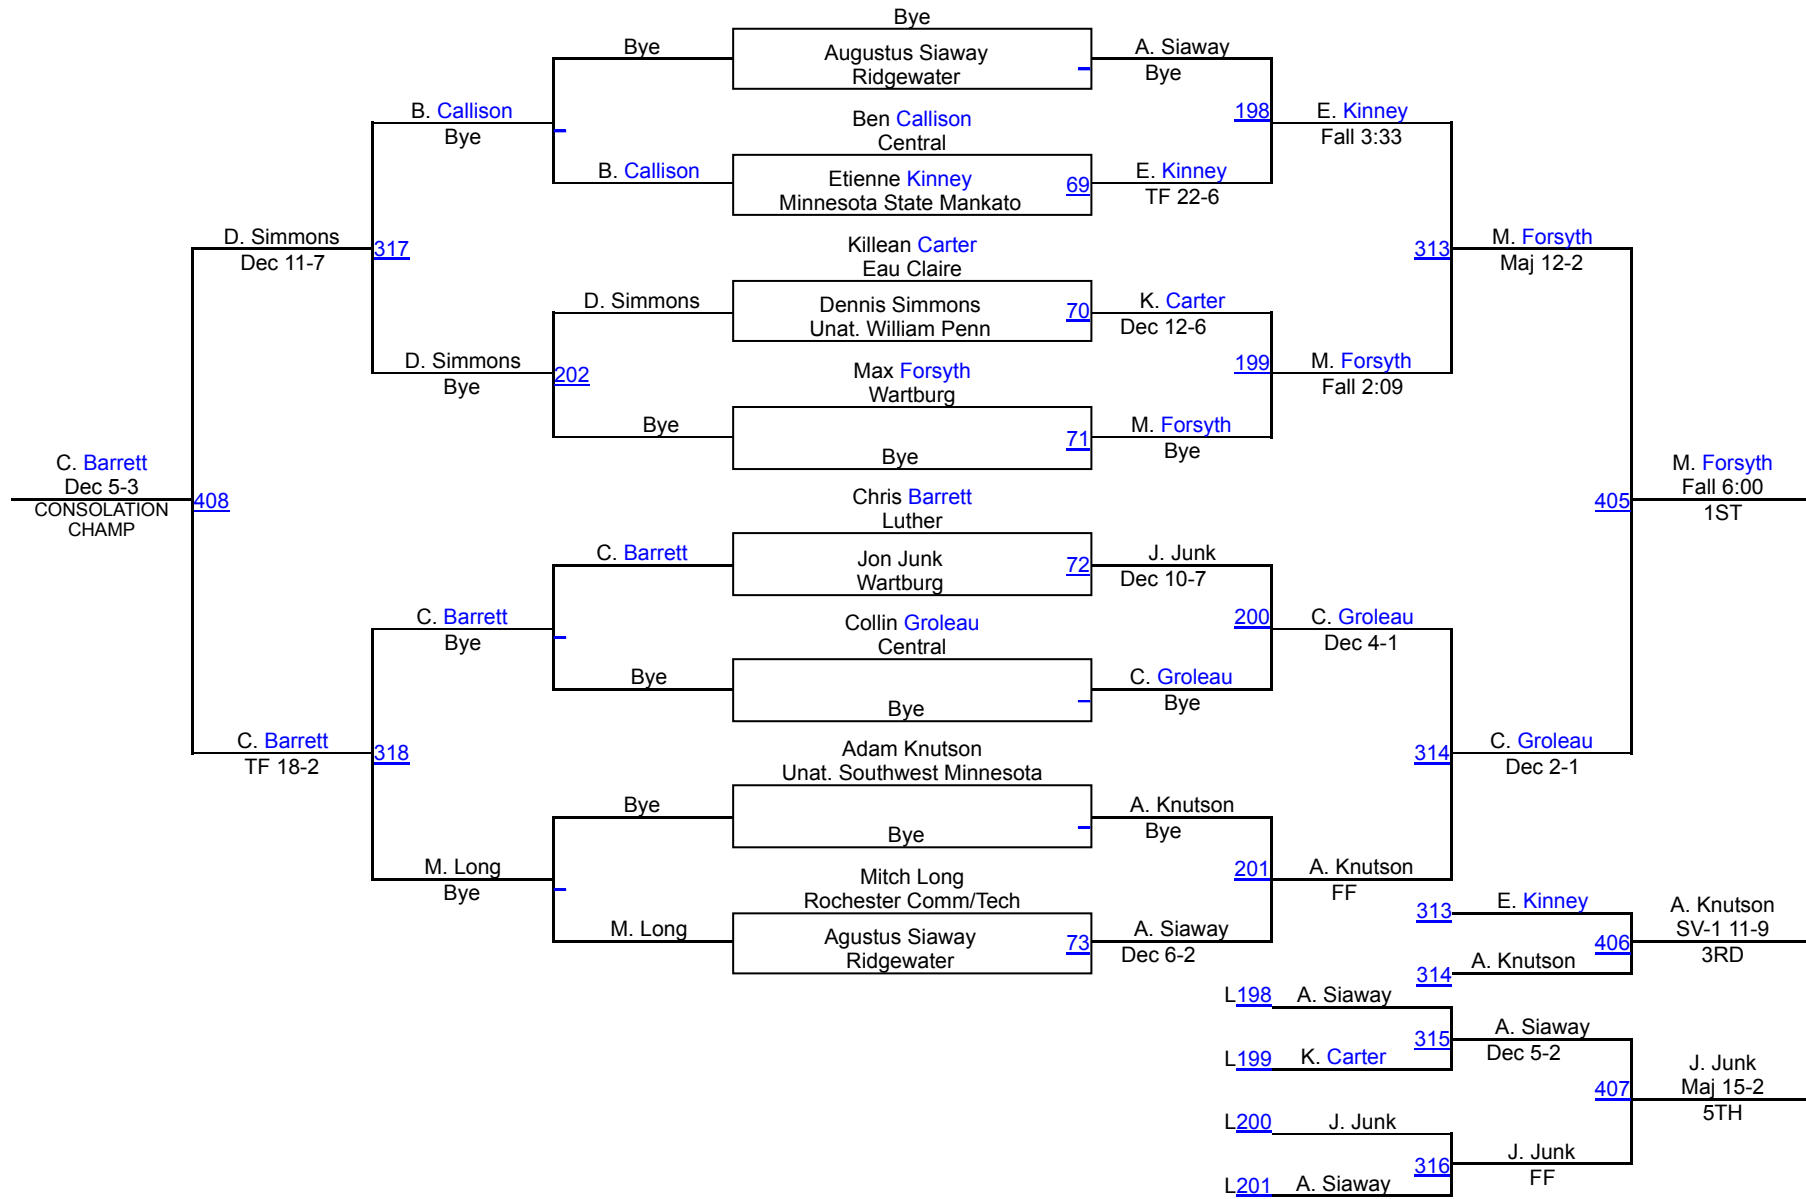 Bye
Bye
Augustus Siaway
Ridgewater
A. Siaway
Bye
B. Callison
Bye
Ben Callison
Central
198
E. Kinney
Fall 3:33
B. Callison
Etienne Kinney
Minnesota State Mankato
69
E. Kinney
TF 22-6
D. Simmons
Dec 11-7
317
Killean Carter
Eau Claire
313
M. Forsyth
Maj 12-2
D. Simmons
Dennis Simmons
Unat. William Penn
70
K. Carter
Dec 12-6
D. Simmons
Bye
202
Max Forsyth
Wartburg
199
M. Forsyth
Fall 2:09
Bye
Bye
71
M. Forsyth
Bye
C. Barrett
Dec 5-3
CONSOLATION
CHAMP
408
Chris Barrett
Luther
405
M. Forsyth
Fall 6:00
1ST
C. Barrett
Jon Junk
Wartburg
72
J. Junk
Dec 10-7
C. Barrett
Bye
Collin Groleau
Central
200
C. Groleau
Dec 4-1
Bye
Bye
C. Groleau
Bye
C. Barrett
TF 18-2
318
Adam Knutson
Unat. Southwest Minnesota
314
C. Groleau
Dec 2-1
Bye
Bye
A. Knutson
Bye
M. Long
Bye
Mitch Long
Rochester Comm/Tech
201
A. Knutson
FF
M. Long
Agustus Siaway
Ridgewater
73
A. Siaway
Dec 6-2
313
E. Kinney
406
A. Knutson
SV-1 11-9
3RD
314
A. Knutson
L198
A. Siaway
315
A. Siaway
Dec 5-2
L199
K. Carter
407
J. Junk
Maj 15-2
5TH
L200
J. Junk
316
J. Junk
FF
L201
A. Siaway